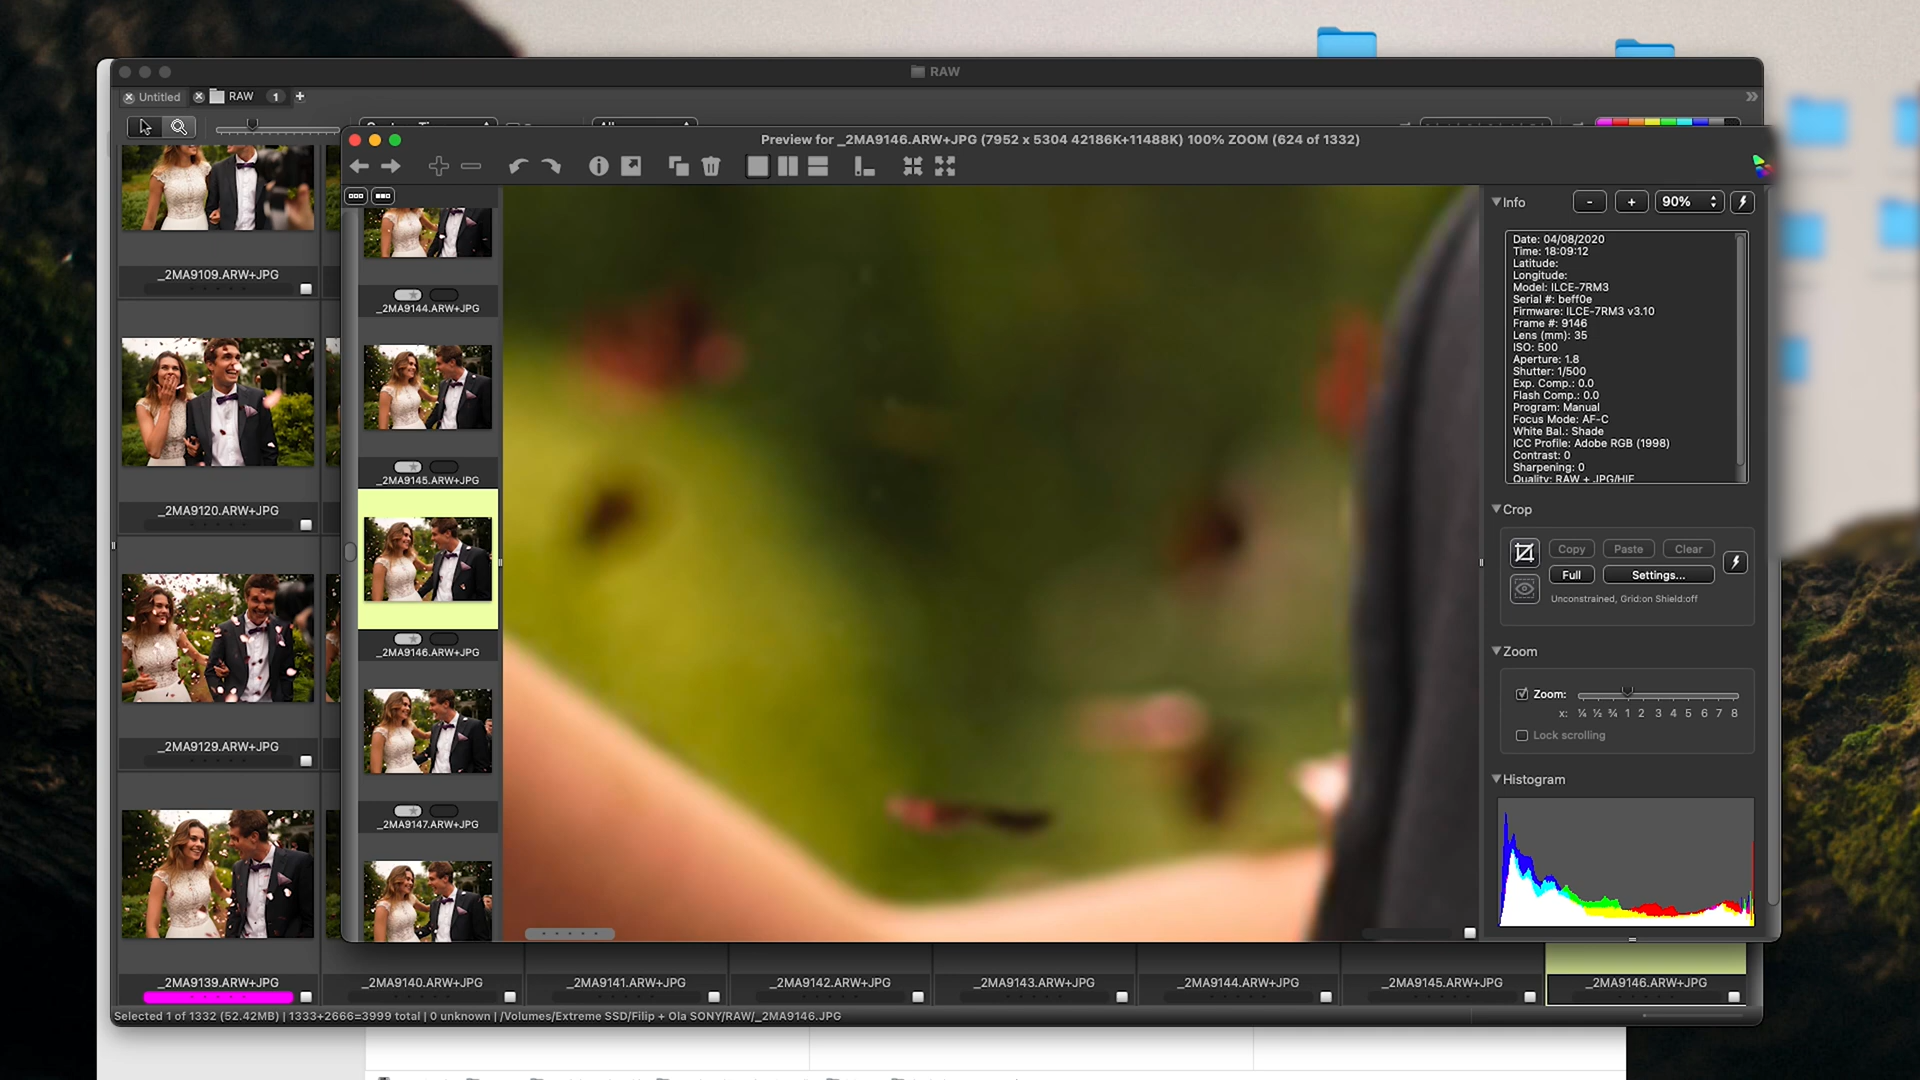 RAW
Untitled
RAW
1
Preview for _2MA9146.ARW+JPG (7952 x 5304 42186K+11488K) 100% ZOOM (624 of 1332)
_2MA9109.ARW+JPG
_2MA9120.ARW+JPG
_2MA9129.ARW+JPG
_2MA9144.ARW+JPG
_2MA9145.ARW+JPG
_2MA9146.ARW+JPG
_2MA9147.ARW+JPG
Info
-
+
90%
Date: 04/08/2020
Time: 18:09:12
Latitude:
Longitude:
Model: ILCE-7RM3
Serial #: beff0e
Firmware: ILCE-7RM3 v3.10
Frame #: 9146
Lens (mm): 35
ISO: 500
Aperture: 1.8
Shutter: 1/500
Exp. Comp.: 0.0
Flash Comp.: 0.0
Program: Manual
Focus Mode: AF-C
White Bal.: Shade
ICC Profile: Adobe RGB (1998)
Contrast: 0
Sharpening: 0
Quality: RAW + JPG/HIF
Crop
Copy Paste Clear
Full Settings...
Unconstrained, Grid:on Shield:off
Zoom
Zoom:
x: ¼ ½ ¾ 1 2 3 4 5 6 7 8
Lock scrolling
Histogram
_2MA9139.ARW+JPG _2MA9140.ARW+JPG _2MA9141.ARW+JPG _2MA9142.ARW+JPG _2MA9143.ARW+JPG _2MA9144.ARW+JPG _2MA9145.ARW+JPG _2MA9146.ARW+JPG
Selected 1 of 1332 (52.42MB) | 1333+2666=3999 total | 0 unknown | /Volumes/Extreme SSD/Filip + Ola SONY/RAW/_2MA9146.JPG